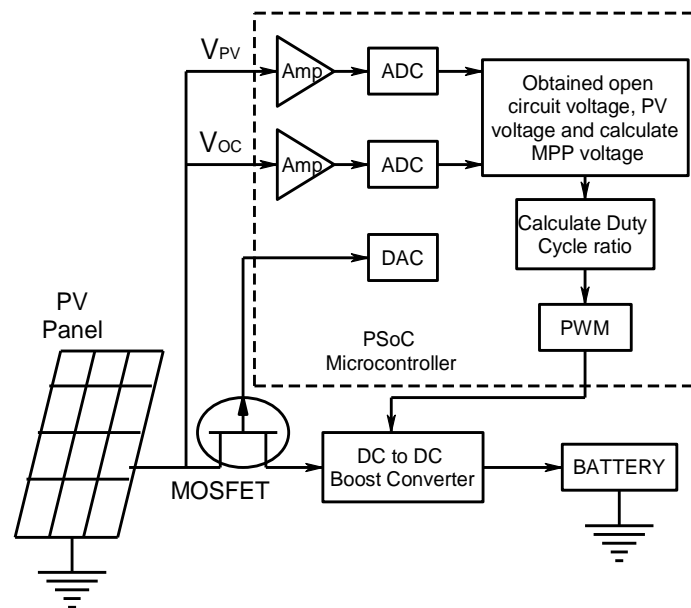 VPV
Amp
ADC
Obtained open
circuit voltage, PV
voltage and calculate
MPP voltage
VOC
Amp
ADC
Calculate Duty
Cycle ratio
DAC
PV
Panel
PSoC
Microcontroller
PWM
MOSFET
DC to DC
Boost Converter
BATTERY